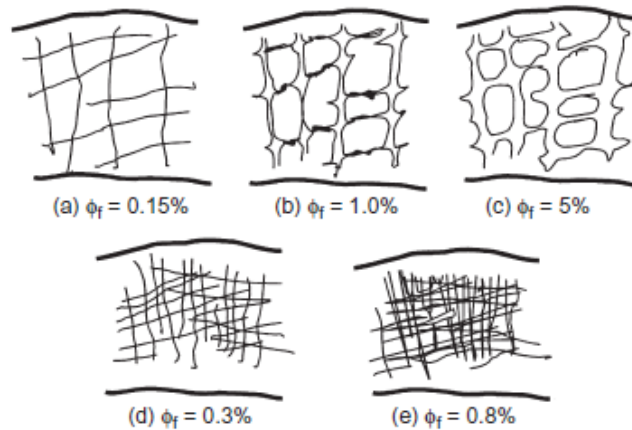 (a) ϕf = 0.15%
(b) ϕf = 1.0%
(c) ϕf = 5%
(d) ϕf = 0.3%
(e) ϕf = 0.8%